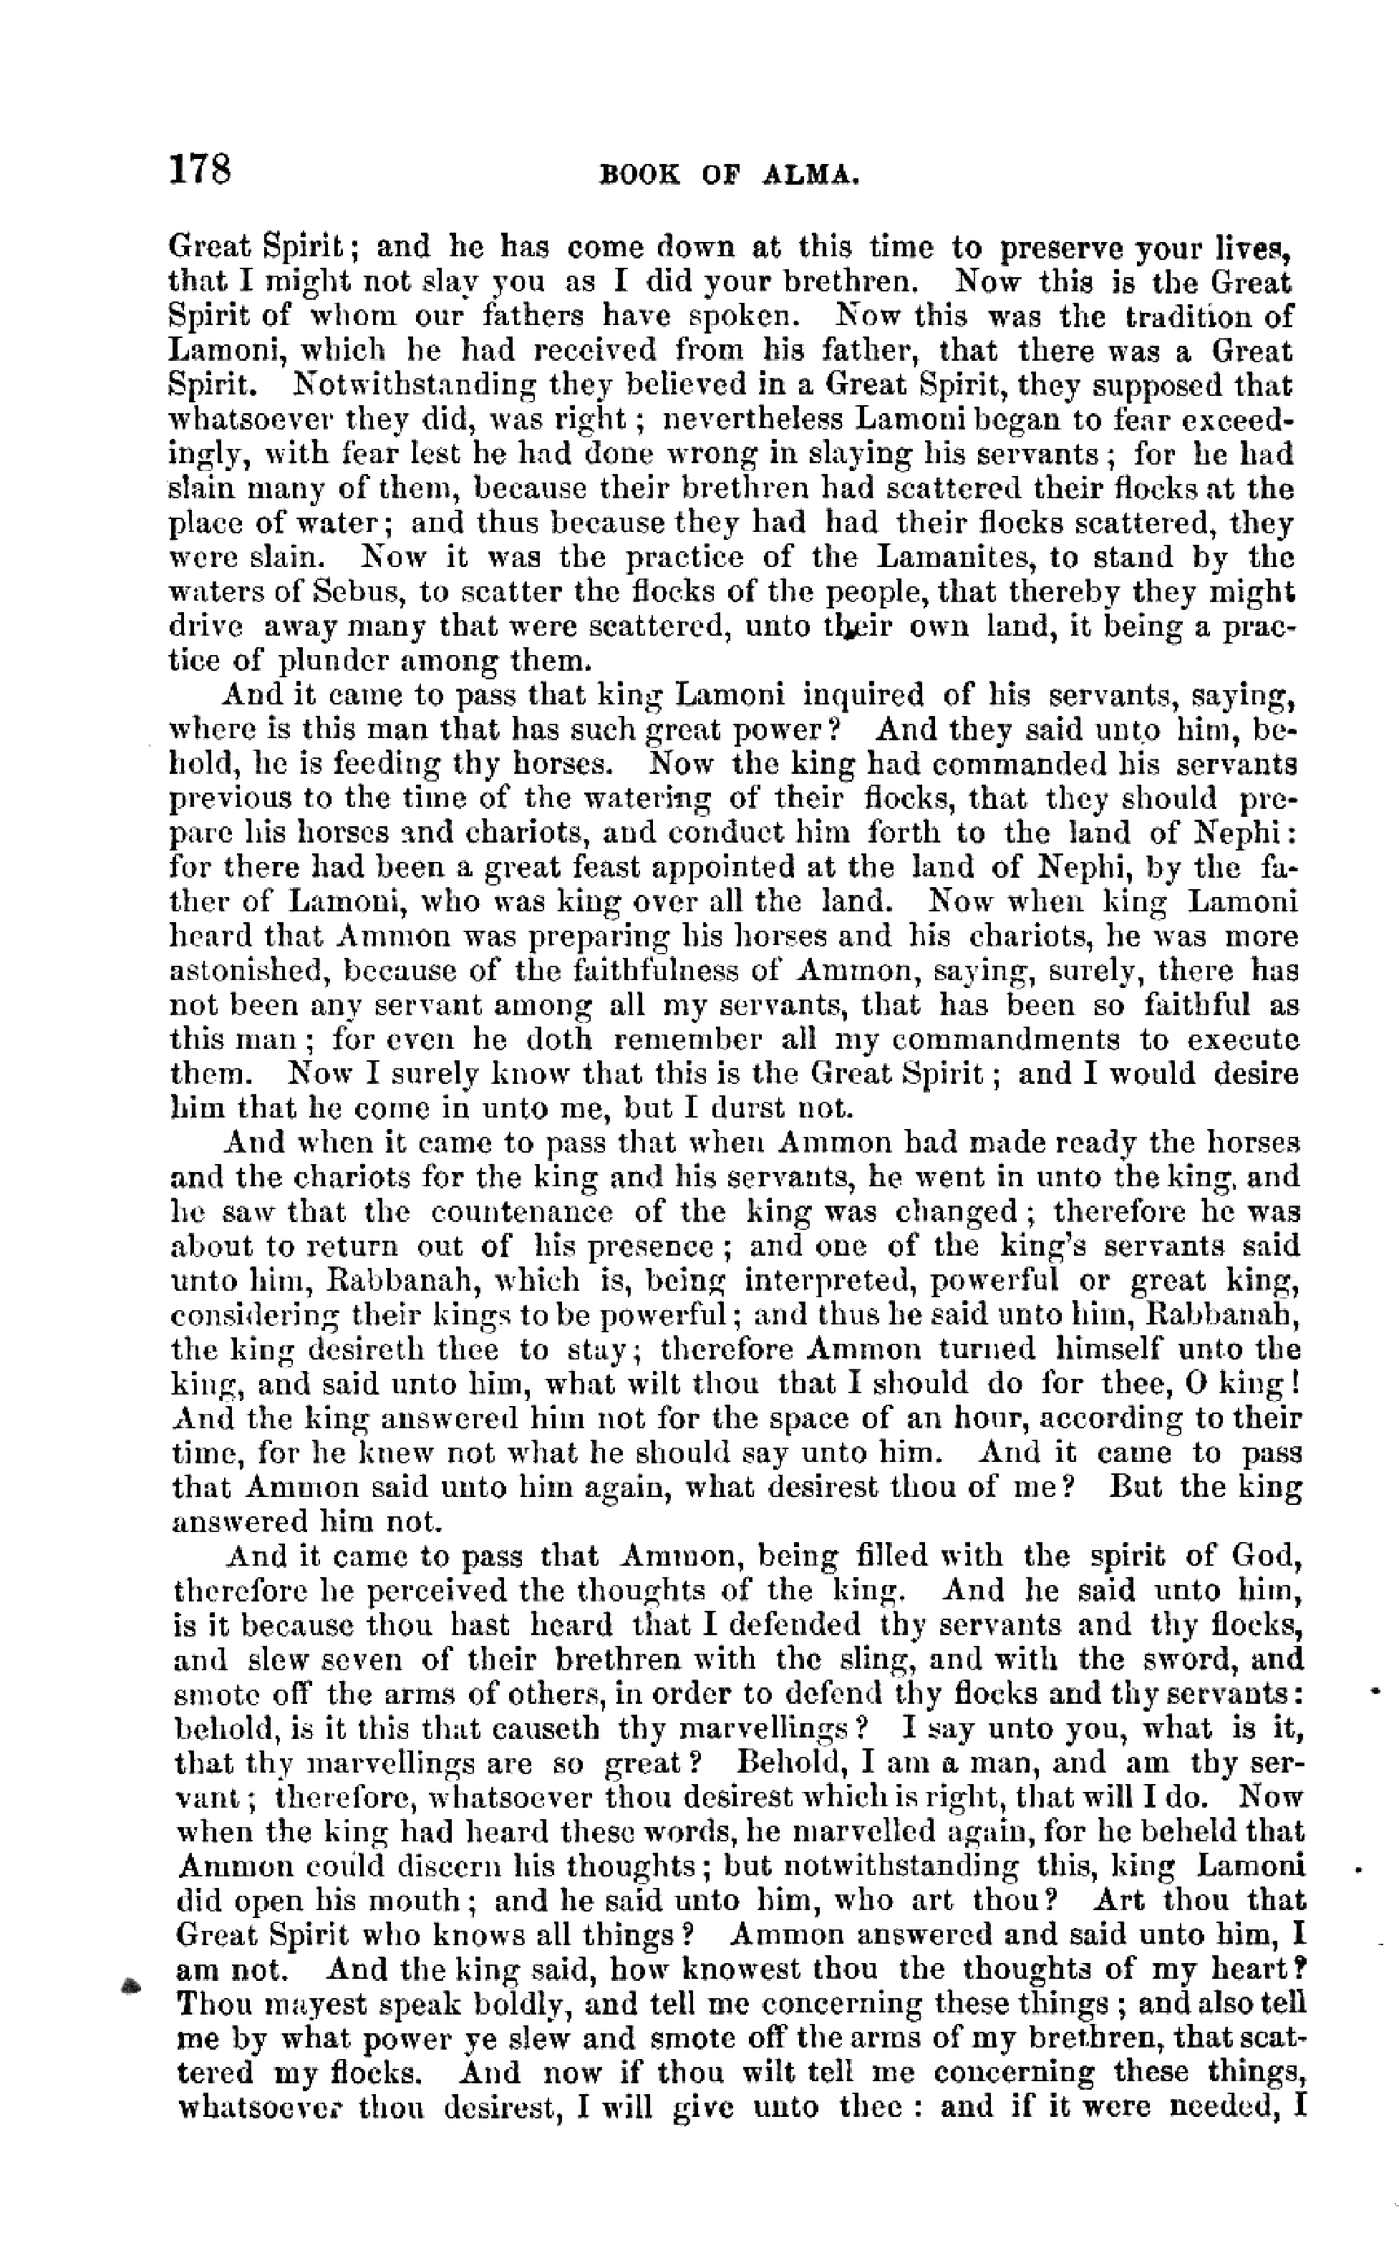 178 BOOK OF ALMA.
Great Spirit; and he has come down at this time to preserve your lives,
that I might not slay you as I did your brethren. Now this is the Great
Spirit of whom our fathers have spoken. Now this was the tradition of
Lamoni, which he had received from his father, that there was a Great
Spirit. Notwithstanding they believed in a Great Spirit, they supposed that
whatsoever they did, was right; nevertheless Lamoni began to fear exceed-
ingly, with fear lest he had done wrong in slaying his servants; for he had
slain many of them, because their brethren had scattered their flocks at the
place of water; and thus because they had had their flocks scattered, they
were slain. Now it was the practice of the Lamanites, to stand by the
waters of Sebus, to scatter the flocks of the people, that thereby they might
drive away many that were scattered, unto their own land, it being a prac-
tice of plunder among them.
And it came to pass that king Lamoni inquired of his servants, saying,
where is this man that has such great power? And they said unto him, be-
hold, he is feeding thy horses. Now the king had commanded his servants
previous to the time of the watering of their flocks, that they should pre-
pare his horses and chariots, and conduct him forth to the land of Nephi:
for there had been a great feast appointed at the land of Nephi, by the fa-
ther of Lamoni, who was king over all the land. Now when king Lamoni
heard that Ammon was preparing his horses and his chariots, he was more
astonished, because of the faithfulness of Ammon, saying, surely, there has
not been any servant among all my servants, that has been so faithful as
this man; for even he doth remember all my commandments to execute
them. Now I surely know that this is the Great Spirit; and I would desire
him that he come in unto me, but I durst not.
And when it came to pass that when Ammon had made ready the horses
and the chariots for the king and his servants, he went in unto the king, and
he saw that the countenance of the king was changed; therefore he was
about to return out of his presence; and one of the king's servants said
unto him, Rabbanah, which is, being interpreted, powerful or great king,
considering their kings to be powerful; and thus he said unto him, Rabbanah,
the king desireth thee to stay; therefore Ammon turned himself unto the
king, and said unto him, what wilt thou that I should do for thee, O king!
And the king answered him not for the space of an hour, according to their
time, for he knew not what he should say unto him. And it came to pass
that Ammon said unto him again, what desirest thou of me? But the king
answered him not.
And it came to pass that Ammon, being filled with the spirit of God,
therefore he perceived the thoughts of the king. And he said unto him,
is it because thou hast heard that I defended thy servants and thy flocks,
and slew seven of their brethren with the sling, and with the sword, and
smote off the arms of others, in order to defend thy flocks and thy servants:
behold, is it this that causeth thy marvellings? I say unto you, what is it,
that thy marvellings are so great? Behold, I am a man, and am thy ser-
vant; therefore, whatsoever thou desirest which is right, that will I do. Now
when the king had heard these words, he marvelled again, for he beheld that
Ammon could discern his thoughts; but notwithstanding this, king Lamoni
did open his mouth; and he said unto him, who art thou? Art thou that
Great Spirit who knows all things? Ammon answered and said unto him, I
am not. And the king said, how knowest thou the thoughts of my heart?
Thou mayest speak boldly, and tell me concerning these things; and also tell
me by what power ye slew and smote off the arms of my brethren, that scat-
tered my flocks. And now if thou wilt tell me concerning these things,
whatsoever thou desirest, I will give unto thee: and if it were needed, I